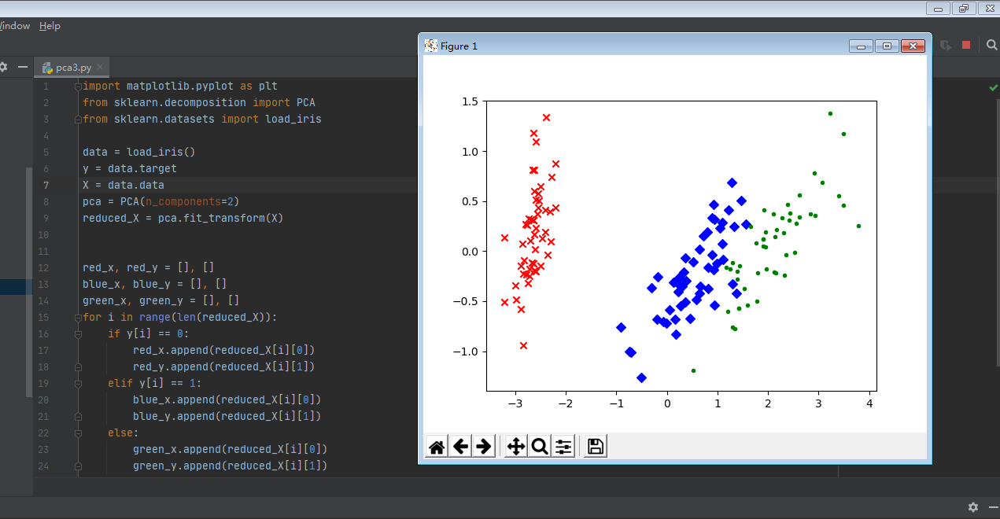 Window Help
pca3.py
1 import matplotlib.pyplot as plt
2 from sklearn.decomposition import PCA
3 from sklearn.datasets import load_iris
4
5 data = load_iris()
6 y = data.target
7 X = data.data
8 pca = PCA(n_components=2)
9 reduced_X = pca.fit_transform(X)
10
11
12 red_x, red_y = [], []
13 blue_x, blue_y = [], []
14 green_x, green_y = [], []
15 for i in range(len(reduced_X)):
16 if y[i] == 0:
17 red_x.append(reduced_X[i][0])
18 red_y.append(reduced_X[i][1])
19 elif y[i] == 1:
20 blue_x.append(reduced_X[i][0])
21 blue_y.append(reduced_X[i][1])
22 else:
23 green_x.append(reduced_X[i][0])
24 green_y.append(reduced_X[i][1])
Figure 1
1.5
1.0
0.5
0.0
−0.5
−1.0
−3 −2 −1 0 1 2 3 4